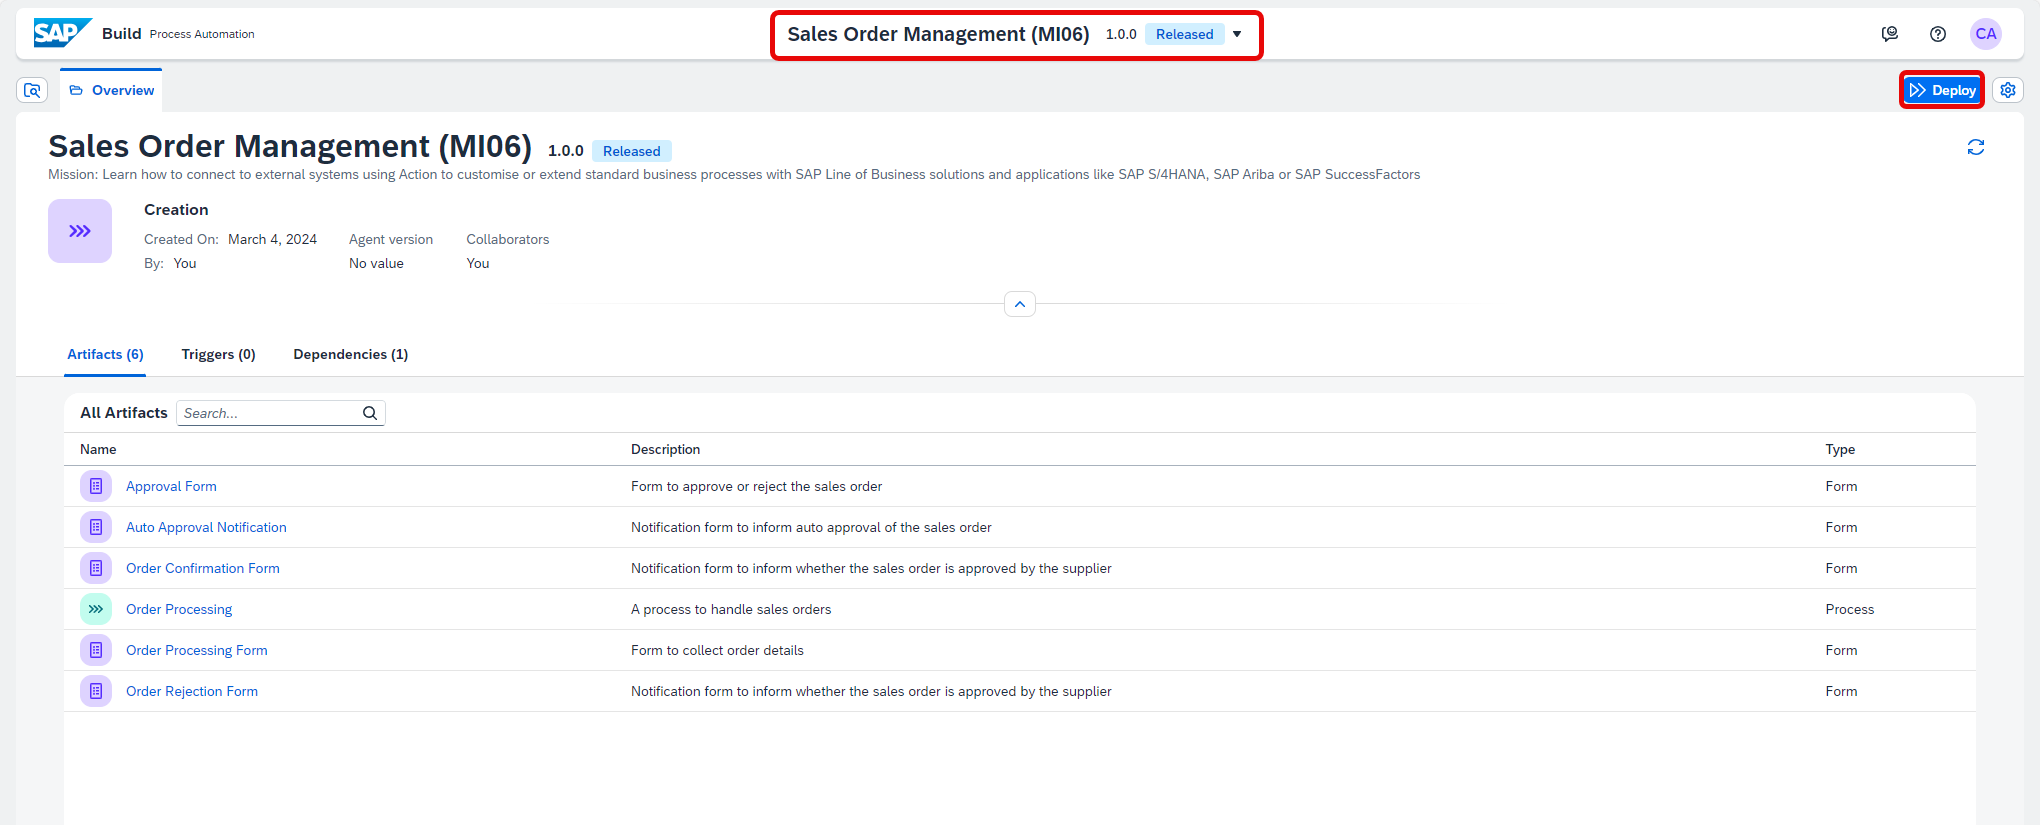 SAP Build Process Automation Sales Order Management (MI06) 1.0.0 Released CA
Overview Deploy
Sales Order Management (MI06) 1.0.0 Released
Mission: Learn how to connect to external systems using Action to customise or extend standard business processes with SAP Line of Business solutions and applications like SAP S/4HANA, SAP Ariba or SAP SuccessFactors
Creation
Created On: March 4, 2024 Agent version Collaborators
By: You No value You
Artifacts (6) Triggers (0) Dependencies (1)
All Artifacts Search...
Name Description Type
Approval Form Form to approve or reject the sales order Form
Auto Approval Notification Notification form to inform auto approval of the sales order Form
Order Confirmation Form Notification form to inform whether the sales order is approved by the supplier Form
Order Processing A process to handle sales orders Process
Order Processing Form Form to collect order details Form
Order Rejection Form Notification form to inform whether the sales order is approved by the supplier Form